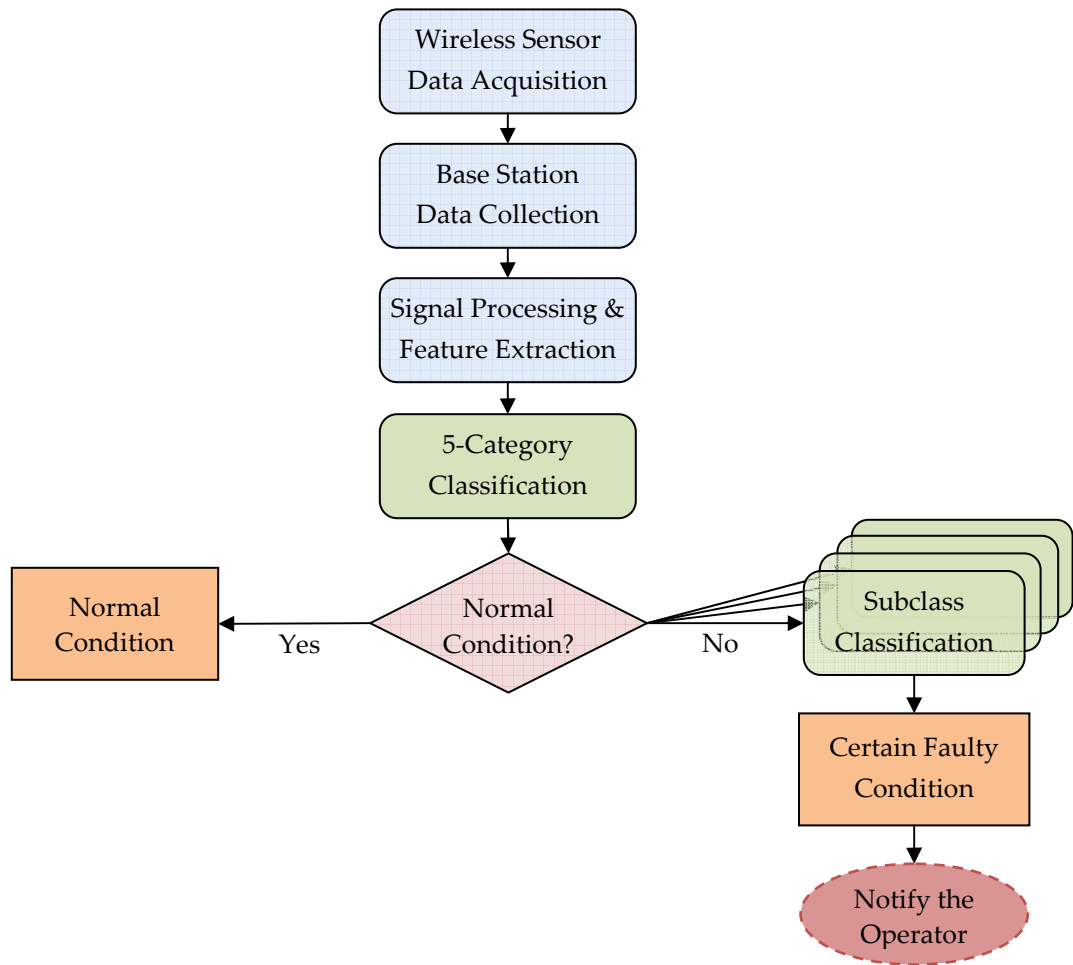 Wireless Sensor
Data Acquisition
Base Station
Data Collection
Signal Processing &
Feature Extraction
5-Category
Classification
Normal
Condition
Yes
Normal
Condition?
No
Subclass
Classification
Certain Faulty
Condition
Notify the
Operator